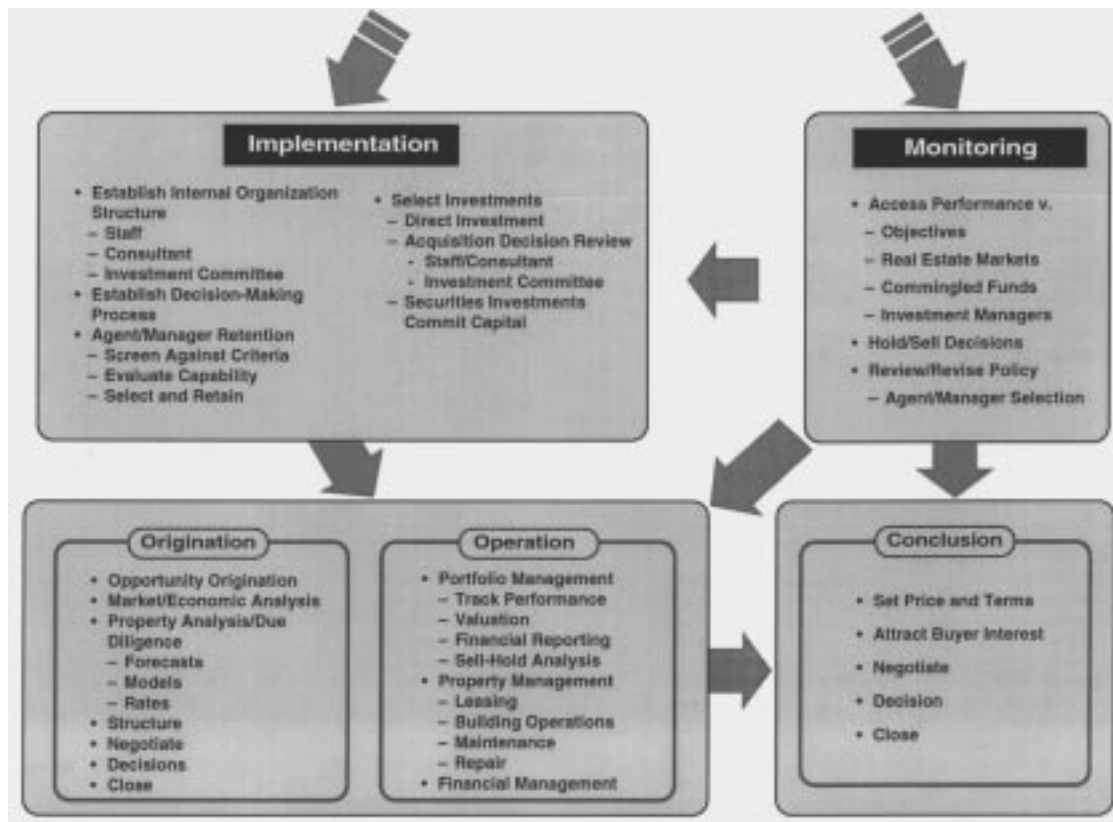 Implementation
• Establish Internal Organization
Structure
– Staff
– Consultant
– Investment Committee
• Establish Decision-Making
Process
• Agent/Manager Retention
– Screen Against Criteria
– Evaluate Capability
– Select and Retain
• Select Investments
– Direct Investment
– Acquisition Decision Review
- Staff/Consultant
- Investment Committee
– Securities Investments
Commit Capital
Monitoring
• Access Performance v.
– Objectives
– Real Estate Markets
– Commingled Funds
– Investment Managers
• Hold/Sell Decisions
• Review/Revise Policy
– Agent/Manager Selection
Origination
• Opportunity Origination
• Market/Economic Analysis
• Property Analysis/Due
Diligence
– Forecasts
– Models
– Rates
• Structure
• Negotiate
• Decisions
• Close
Operation
• Portfolio Management
– Track Performance
– Valuation
– Financial Reporting
– Sell-Hold Analysis
• Property Management
– Leasing
– Building Operations
– Maintenance
– Repair
• Financial Management
Conclusion
• Set Price and Terms
• Attract Buyer Interest
• Negotiate
• Decision
• Close